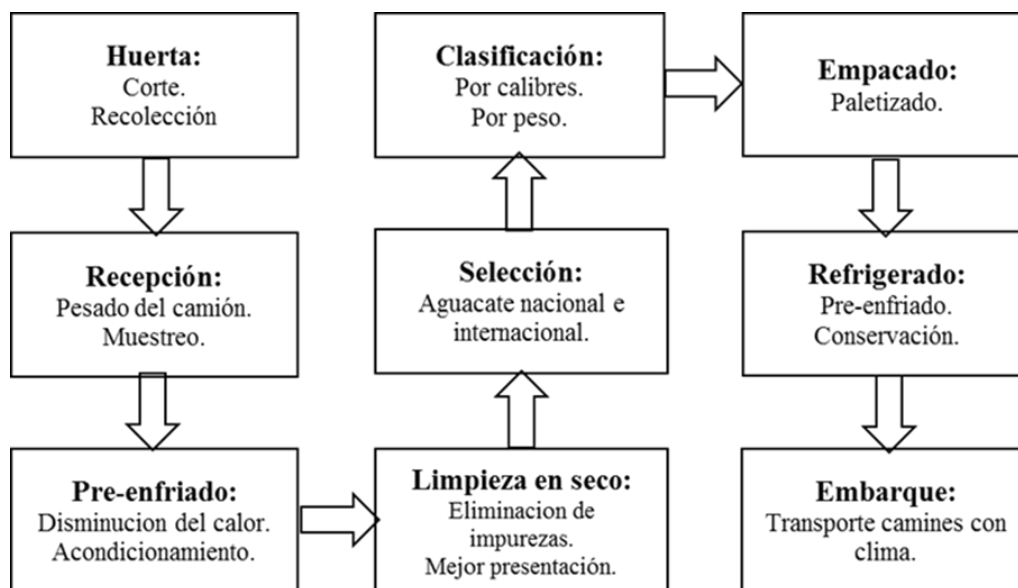 Huerta:
Corte.
Recolección
Recepción:
Pesado del camión.
Muestreo.
Pre-enfriado:
Disminucion del calor.
Acondicionamiento.
Limpieza en seco:
Eliminacion de
impurezas.
Mejor presentación.
Selección:
Aguacate nacional e
internacional.
Clasificación:
Por calibres.
Por peso.
Empacado:
Paletizado.
Refrigerado:
Pre-enfriado.
Conservación.
Embarque:
Transporte camines con
clima.